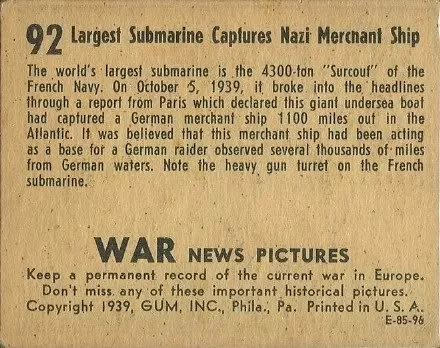 92 Largest Submarine Captures Nazi Merchant Ship
The world's largest submarine is the 4300-ton "Surcouf" of the
French Navy. On October 5, 1939, it broke into the headlines
through a report from Paris which declared this giant undersea boat
had captured a German merchant ship 1100 miles out in the
Atlantic. It was believed that this merchant ship had been acting
as a base for a German raider observed several thousands of miles
from German waters. Note the heavy gun turret on the French
submarine.
WAR NEWS PICTURES
Keep a permanent record of the current war in Europe.
Don't miss any of these important historical pictures.
Copyright 1939, GUM, INC., Phila., Pa. Printed in U. S. A.
E-85-96